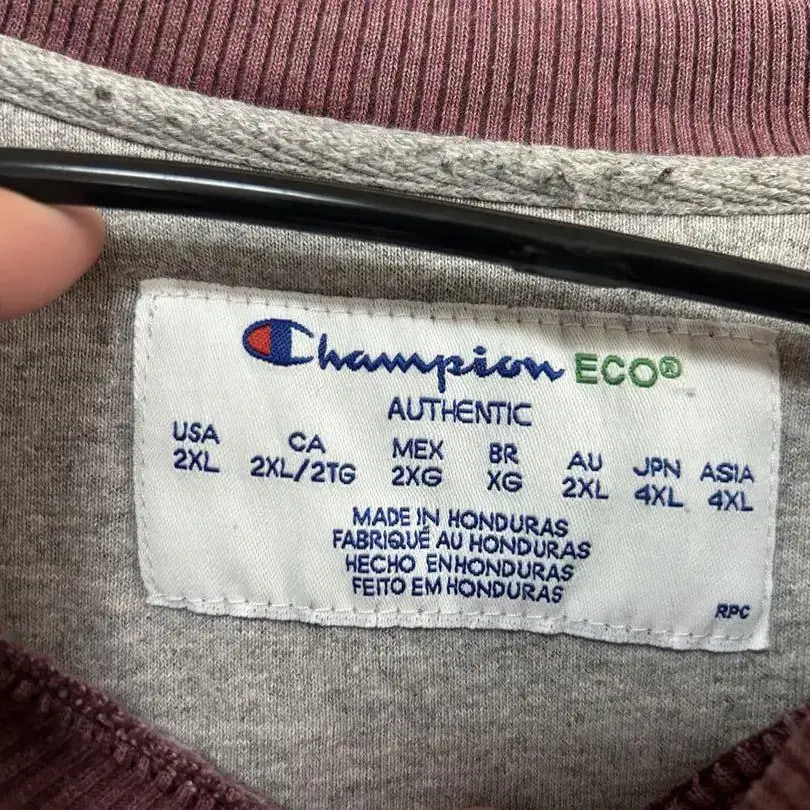 Champion ECO®
AUTHENTIC
USA CA MEX BR AU JPN ASIA
2XL 2XL/2TG 2XG XG 2XL 4XL 4XL
MADE IN HONDURAS
FABRIQUÉ AU HONDURAS
HECHO EN HONDURAS
FEITO EM HONDURAS
RPC